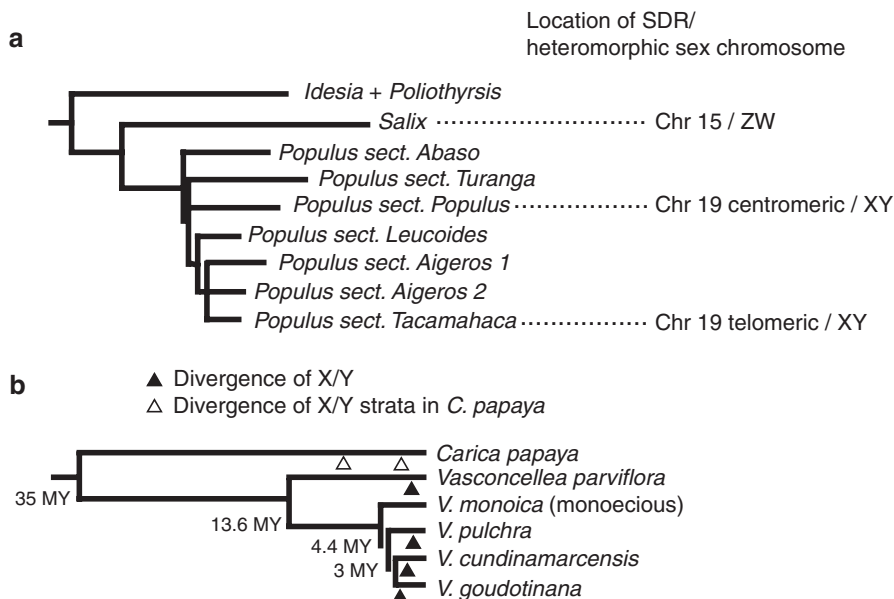 a
Location of SDR/
heteromorphic sex chromosome
Idesia + Poliothyrsis
Salix Chr 15 / ZW
Populus sect. Abaso
Populus sect. Turanga
Populus sect. Populus Chr 19 centromeric / XY
Populus sect. Leucoides
Populus sect. Aigeros 1
Populus sect. Aigeros 2
Populus sect. Tacamahaca Chr 19 telomeric / XY
b
▲ Divergence of X/Y
△ Divergence of X/Y strata in C. papaya
Carica papaya
Vasconcellea parviflora
35 MY
V. monoica (monoecious)
13.6 MY
V. pulchra
4.4 MY
V. cundinamarcensis
3 MY
V. goudotinana